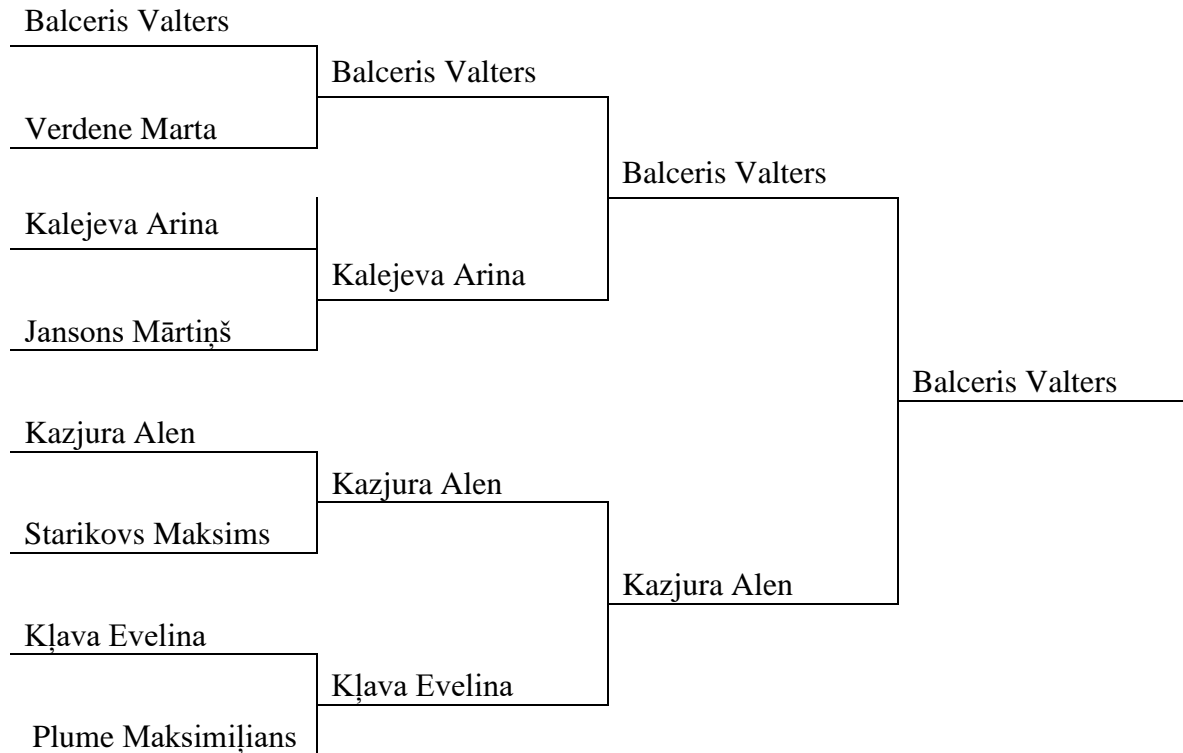 Balceris Valters
Balceris Valters
Verdene Marta
Balceris Valters
Kalejeva Arina
Kalejeva Arina
Jansons Mārtiņš
Balceris Valters
Kazjura Alen
Kazjura Alen
Starikovs Maksims
Kazjura Alen
Kļava Evelina
Kļava Evelina
Plume Maksimiļians